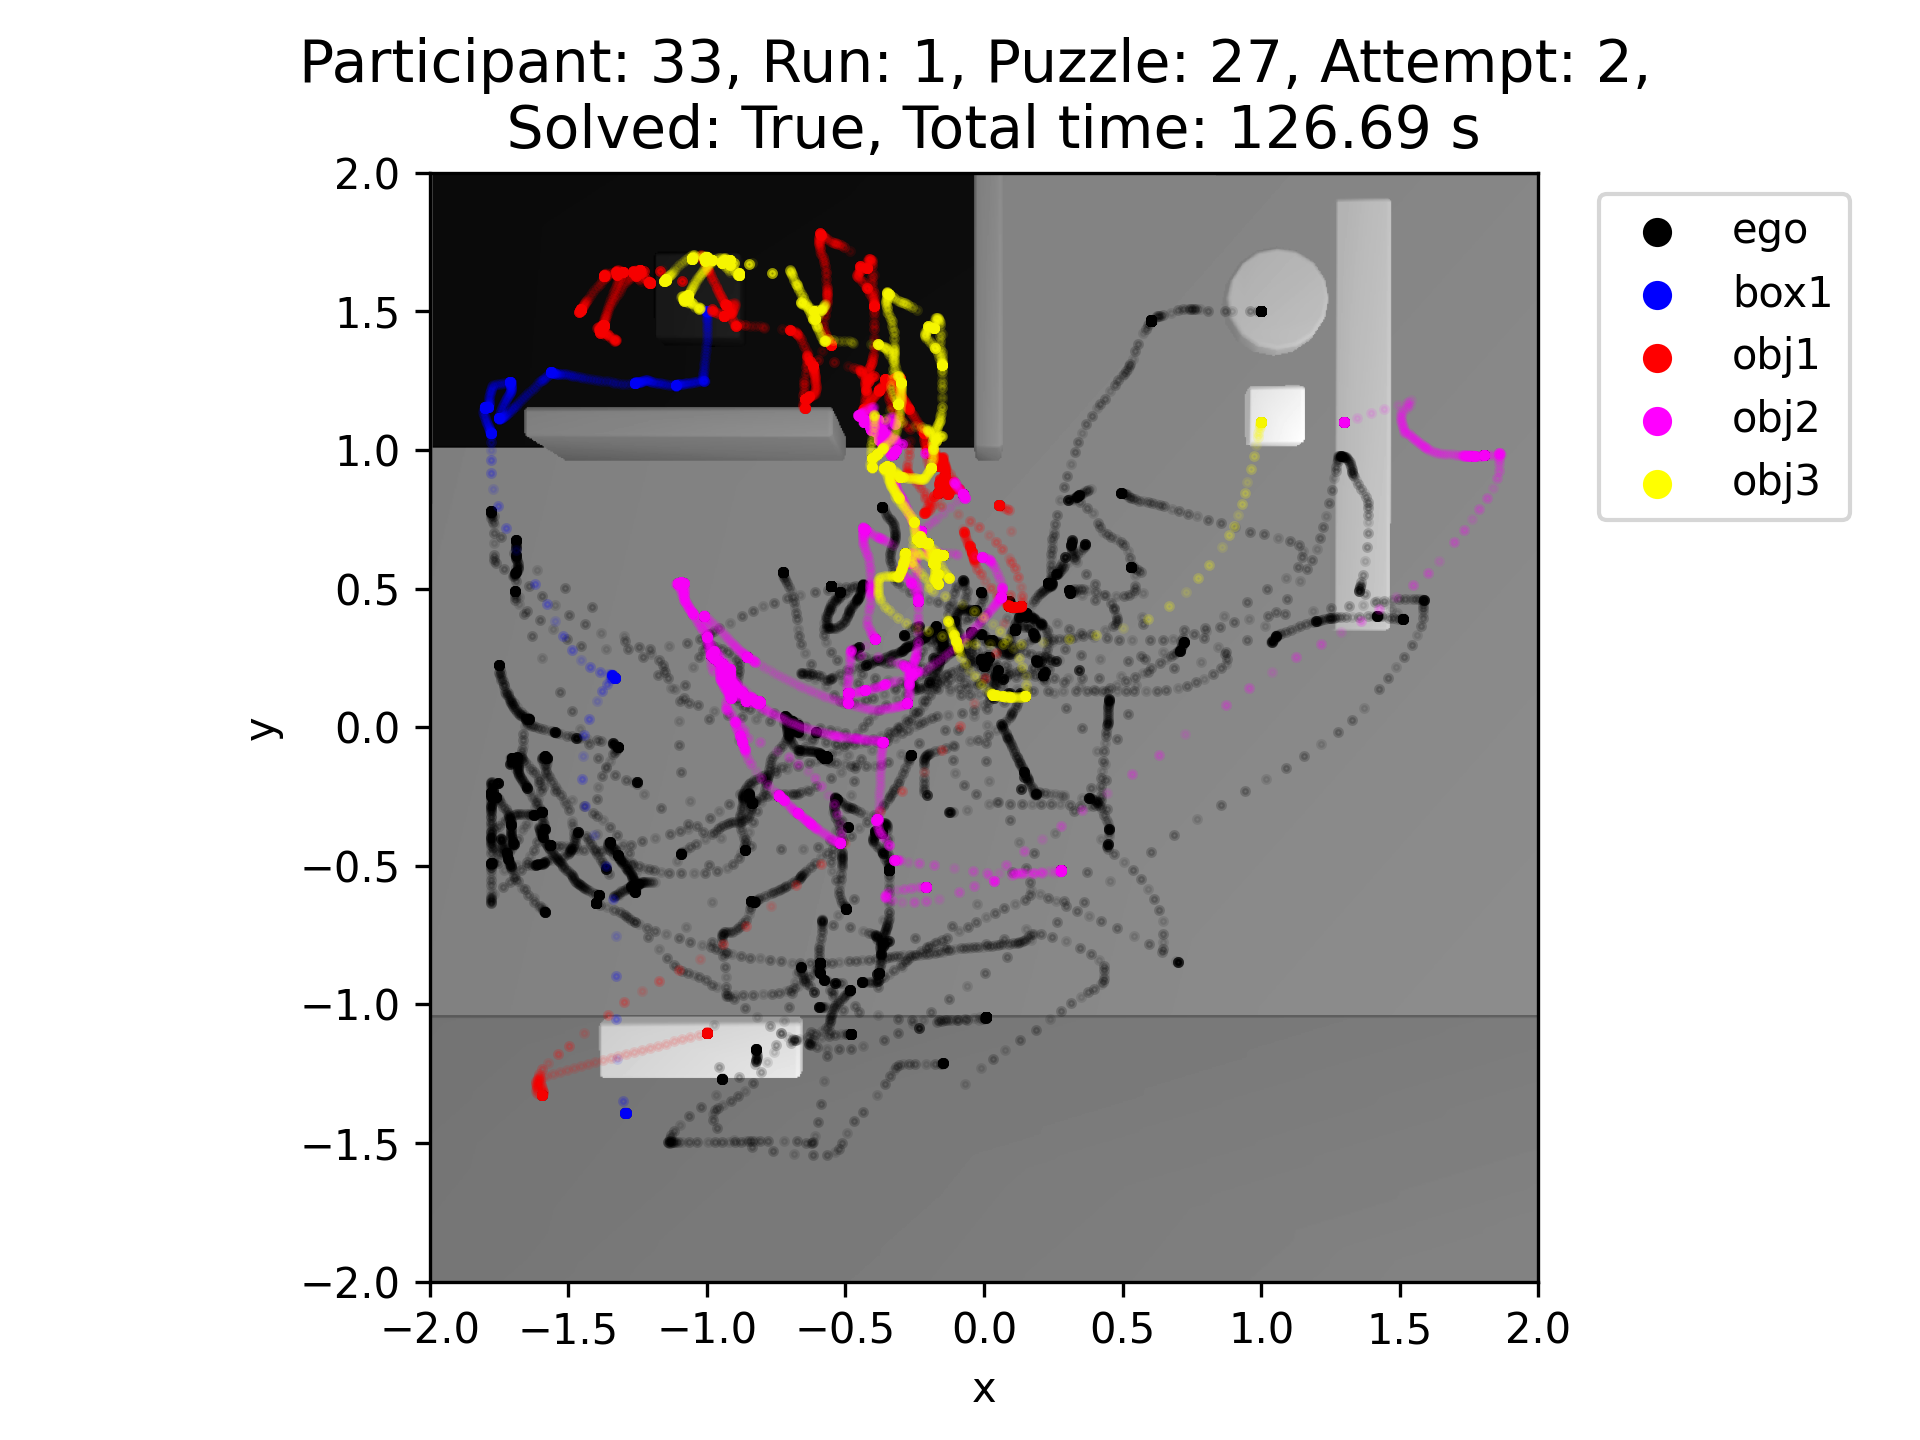 Participant: 33, Run: 1, Puzzle: 27, Attempt: 2,
Solved: True, Total time: 126.69 s
2.0
1.5
1.0
0.5
0.0
−0.5
−1.0
−1.5
−2.0
y
−2.0 −1.5 −1.0 −0.5 0.0 0.5 1.0 1.5 2.0
x
ego
box1
obj1
obj2
obj3